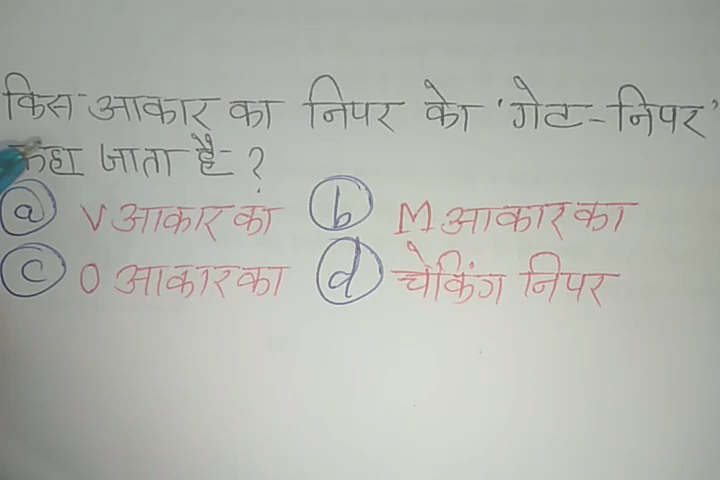 किस आकार का निपर को 'गेट-निपर'
कहा जाता है ?
(a) V आकार का (b) M आकार का
(c) O आकार का (d) चेकिंग निपर